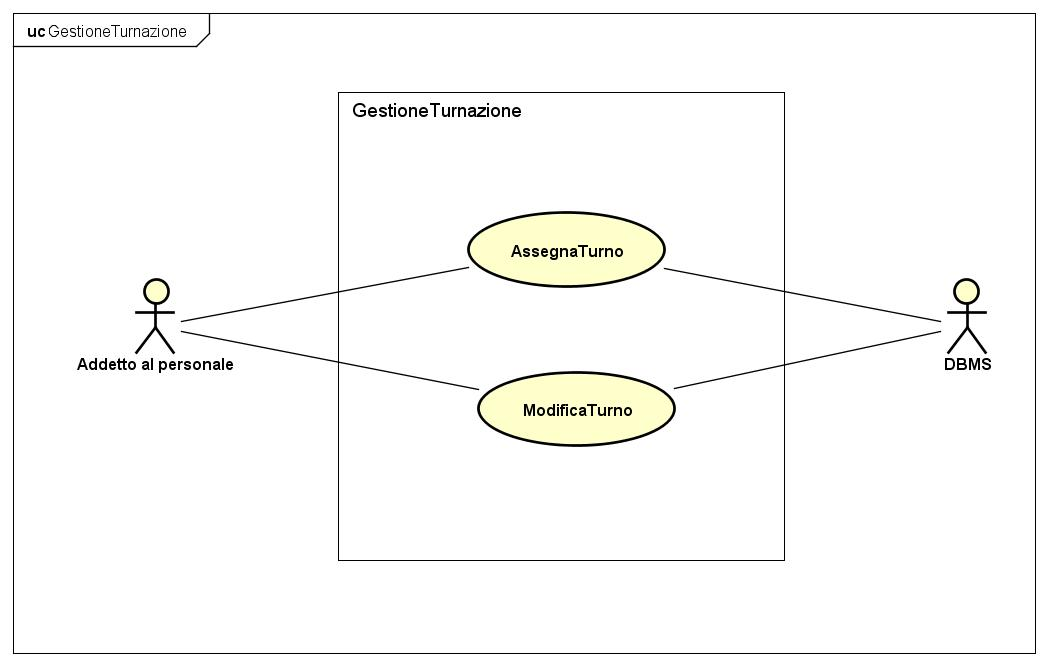 uc GestioneTurnazione
GestioneTurnazione
AssegnaTurno
Addetto al personale
DBMS
ModificaTurno